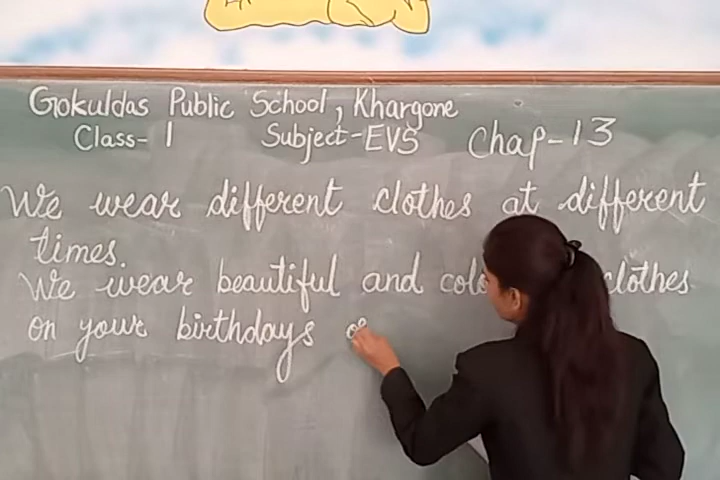 Gokuldas Public School, Khargone
Class- 1 Subject-EVS Chap-13
We wear different clothes at different
times.
We wear beautiful and clothes
on your birthdays